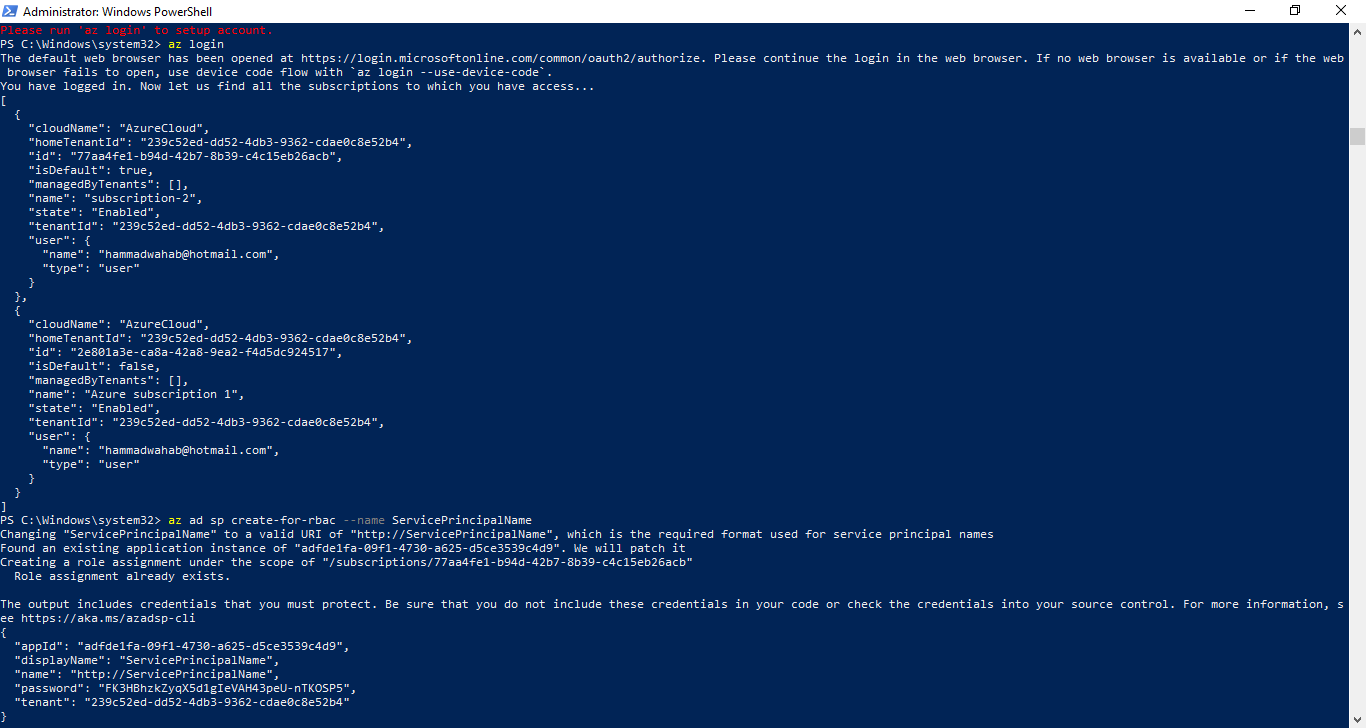 Administrator: Windows PowerShell
Please run 'az login' to setup account.
PS C:\Windows\system32> az login
The default web browser has been opened at https://login.microsoftonline.com/common/oauth2/authorize. Please continue the login in the web browser. If no web browser is available or if the web
 browser fails to open, use device code flow with `az login --use-device-code`.
You have logged in. Now let us find all the subscriptions to which you have access...
[
  {
    "cloudName": "AzureCloud",
    "homeTenantId": "239c52ed-dd52-4db3-9362-cdae0c8e52b4",
    "id": "77aa4fe1-b94d-42b7-8b39-c4c15eb26acb",
    "isDefault": true,
    "managedByTenants": [],
    "name": "subscription-2",
    "state": "Enabled",
    "tenantId": "239c52ed-dd52-4db3-9362-cdae0c8e52b4",
    "user": {
      "name": "hammadwahab@hotmail.com",
      "type": "user"
    }
  },
  {
    "cloudName": "AzureCloud",
    "homeTenantId": "239c52ed-dd52-4db3-9362-cdae0c8e52b4",
    "id": "2e801a3e-ca8a-42a8-9ea2-f4d5dc924517",
    "isDefault": false,
    "managedByTenants": [],
    "name": "Azure subscription 1",
    "state": "Enabled",
    "tenantId": "239c52ed-dd52-4db3-9362-cdae0c8e52b4",
    "user": {
      "name": "hammadwahab@hotmail.com",
      "type": "user"
    }
  }
]
PS C:\Windows\system32> az ad sp create-for-rbac --name ServicePrincipalName
Changing "ServicePrincipalName" to a valid URI of "http://ServicePrincipalName", which is the required format used for service principal names
Found an existing application instance of "adfde1fa-09f1-4730-a625-d5ce3539c4d9". We will patch it
Creating a role assignment under the scope of "/subscriptions/77aa4fe1-b94d-42b7-8b39-c4c15eb26acb"
  Role assignment already exists.

The output includes credentials that you must protect. Be sure that you do not include these credentials in your code or check the credentials into your source control. For more information, s
ee https://aka.ms/azadsp-cli
{
  "appId": "adfde1fa-09f1-4730-a625-d5ce3539c4d9",
  "displayName": "ServicePrincipalName",
  "name": "http://ServicePrincipalName",
  "password": "FK3HBhzkZyqX5d1gIeVAH43peU-nTKOSP5",
  "tenant": "239c52ed-dd52-4db3-9362-cdae0c8e52b4"
}